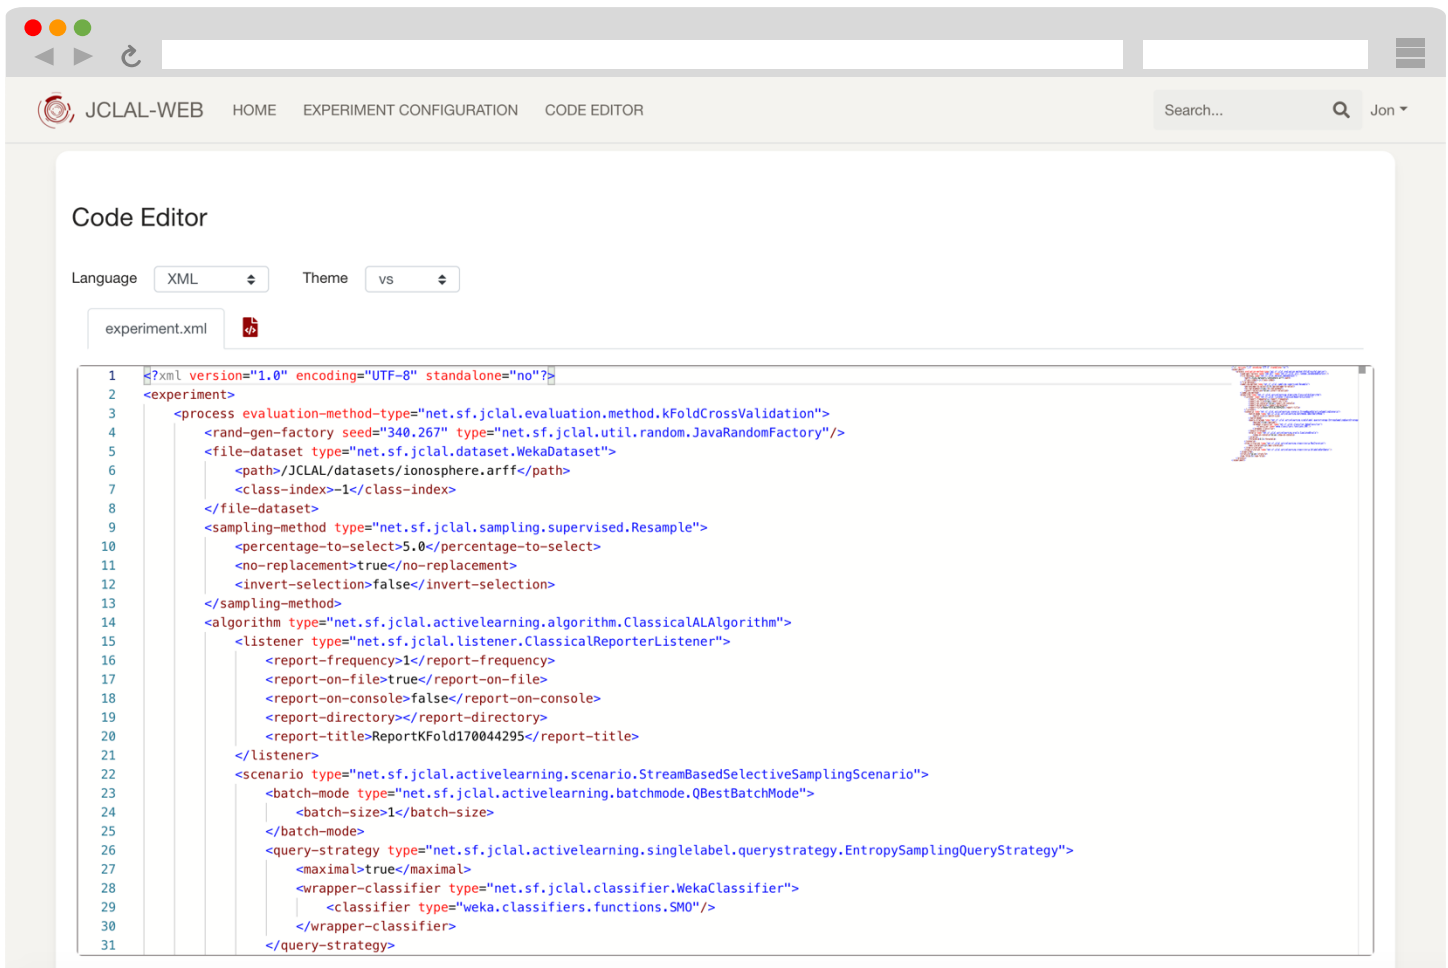 JCLAL-WEB HOME EXPERIMENT CONFIGURATION CODE EDITOR Search... Jon
Code Editor
Language XML Theme vs
experiment.xml
1 <?xml version="1.0" encoding="UTF-8" standalone="no"?>
2 <experiment>
3 <process evaluation-method-type="net.sf.jclal.evaluation.method.kFoldCrossValidation">
4 <rand-gen-factory seed="340.267" type="net.sf.jclal.util.random.JavaRandomFactory"/>
5 <file-dataset type="net.sf.jclal.dataset.WekaDataset">
6 <path>/JCLAL/datasets/ionosphere.arff</path>
7 <class-index>-1</class-index>
8 </file-dataset>
9 <sampling-method type="net.sf.jclal.sampling.supervised.Resample">
10 <percentage-to-select>5.0</percentage-to-select>
11 <no-replacement>true</no-replacement>
12 <invert-selection>false</invert-selection>
13 </sampling-method>
14 <algorithm type="net.sf.jclal.activelearning.algorithm.ClassicalALAlgorithm">
15 <listener type="net.sf.jclal.listener.ClassicalReporterListener">
16 <report-frequency>1</report-frequency>
17 <report-on-file>true</report-on-file>
18 <report-on-console>false</report-on-console>
19 <report-directory></report-directory>
20 <report-title>ReportKFold170044295</report-title>
21 </listener>
22 <scenario type="net.sf.jclal.activelearning.scenario.StreamBasedSelectiveSamplingScenario">
23 <batch-mode type="net.sf.jclal.activelearning.batchmode.QBestBatchMode">
24 <batch-size>1</batch-size>
25 </batch-mode>
26 <query-strategy type="net.sf.jclal.activelearning.singlelabel.querystrategy.EntropySamplingQueryStrategy">
27 <maximal>true</maximal>
28 <wrapper-classifier type="net.sf.jclal.classifier.WekaClassifier">
29 <classifier type="weka.classifiers.functions.SMO"/>
30 </wrapper-classifier>
31 </query-strategy>